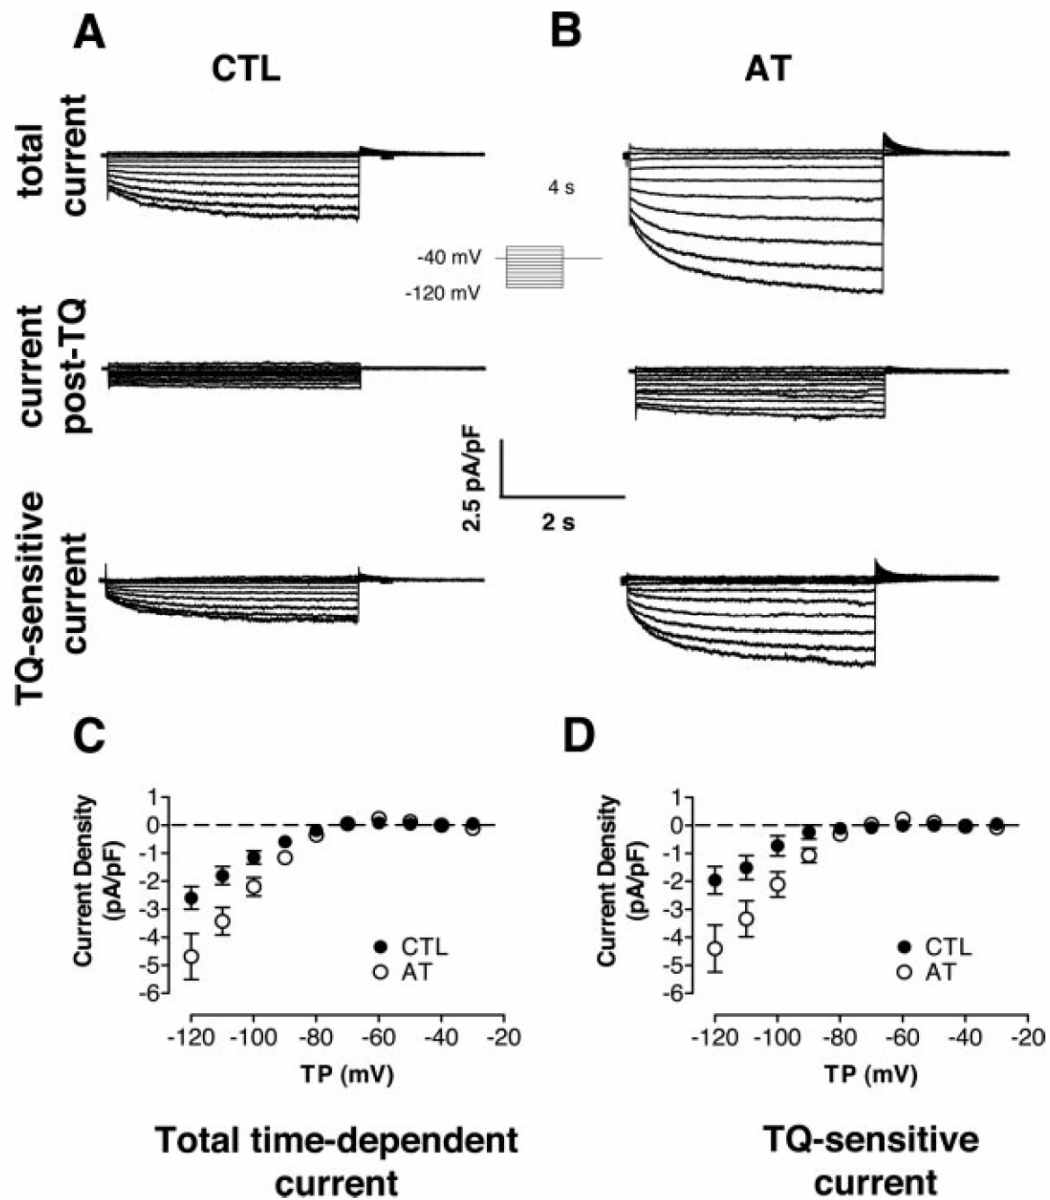 A
B
CTL
AT
total
current
4 s
-40 mV
-120 mV
current
post-TQ
2.5 pA/pF
2 s
TQ-sensitive
current
C
D
Current Density
(pA/pF)
1
0
-1
-2
-3
-4
-5
-6
CTL
AT
-120
-100
-80
-60
-40
-20
TP (mV)
Total time-dependent
current
Current Density
(pA/pF)
1
0
-1
-2
-3
-4
-5
-6
CTL
AT
-120
-100
-80
-60
-40
-20
TP (mV)
TQ-sensitive
current